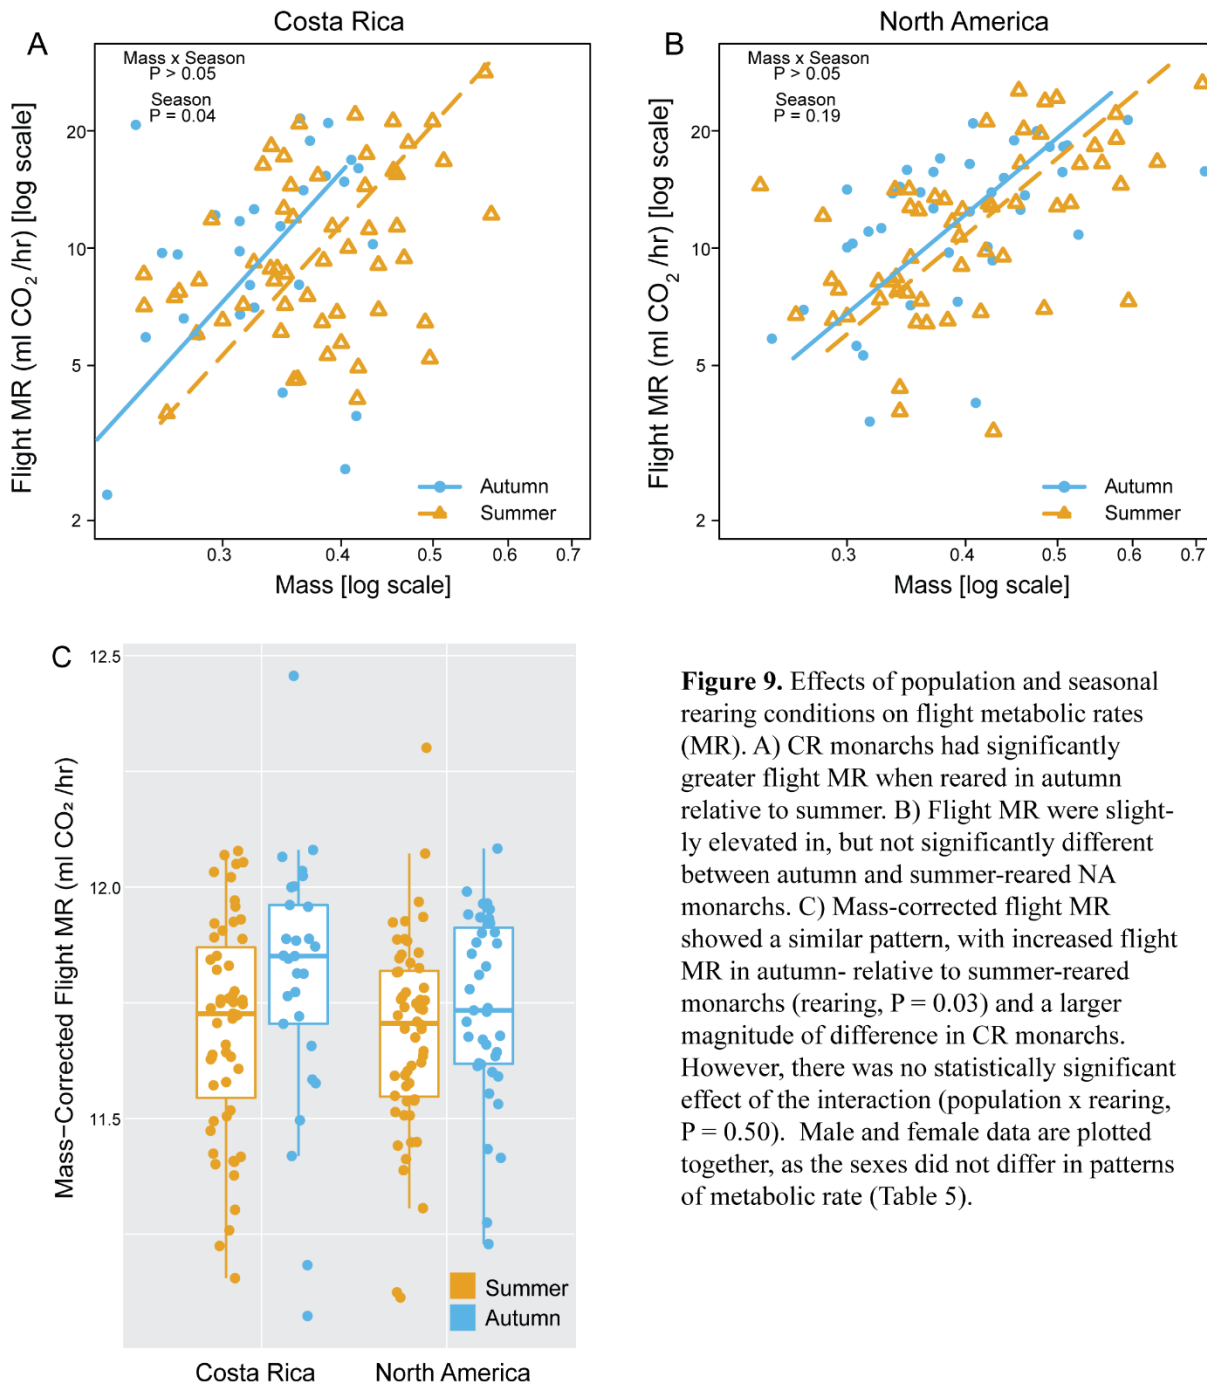 Costa Rica
A
Mass x Season
P > 0.05
Season
P = 0.04
Flight MR (ml CO₂ /hr) [log scale]
20
10
5
2
0.3 0.4 0.5 0.6 0.7
Mass [log scale]
Autumn
Summer
North America
B
Mass x Season
P > 0.05
Season
P = 0.19
Flight MR (ml CO₂ /hr) [log scale]
20
10
5
2
0.3 0.4 0.5 0.6 0.7
Mass [log scale]
Autumn
Summer
C
Mass−Corrected Flight MR (ml CO₂ /hr)
12.5
12.0
11.5
Summer
Autumn
Costa Rica North America
Figure 9. Effects of population and seasonal
rearing conditions on flight metabolic rates
(MR). A) CR monarchs had significantly
greater flight MR when reared in autumn
relative to summer. B) Flight MR were slight-
ly elevated in, but not significantly different
between autumn and summer-reared NA
monarchs. C) Mass-corrected flight MR
showed a similar pattern, with increased flight
MR in autumn- relative to summer-reared
monarchs (rearing, P = 0.03) and a larger
magnitude of difference in CR monarchs.
However, there was no statistically significant
effect of the interaction (population x rearing,
P = 0.50).  Male and female data are plotted
together, as the sexes did not differ in patterns
of metabolic rate (Table 5).